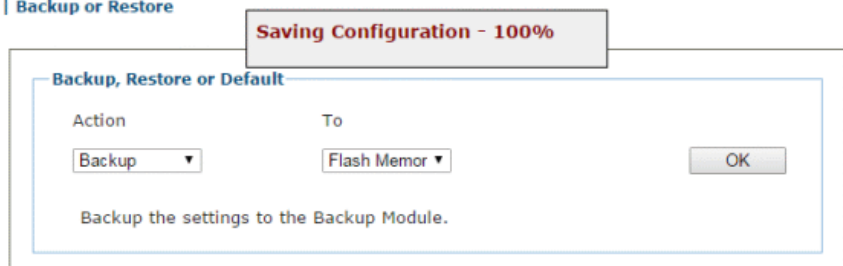 Backup or Restore
Saving Configuration - 100%
Backup, Restore or Default
Action To
Backup Flash Memor OK
Backup the settings to the Backup Module.